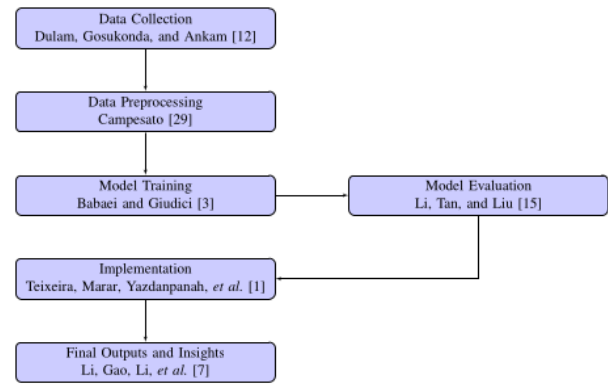 Data Collection
Dulam, Gosukonda, and Ankam [12]
Data Preprocessing
Campesato [29]
Model Training
Babaei and Giudici [3]
Model Evaluation
Li, Tan, and Liu [15]
Implementation
Teixeira, Marar, Yazdanpanah, et al. [1]
Final Outputs and Insights
Li, Gao, Li, et al. [7]